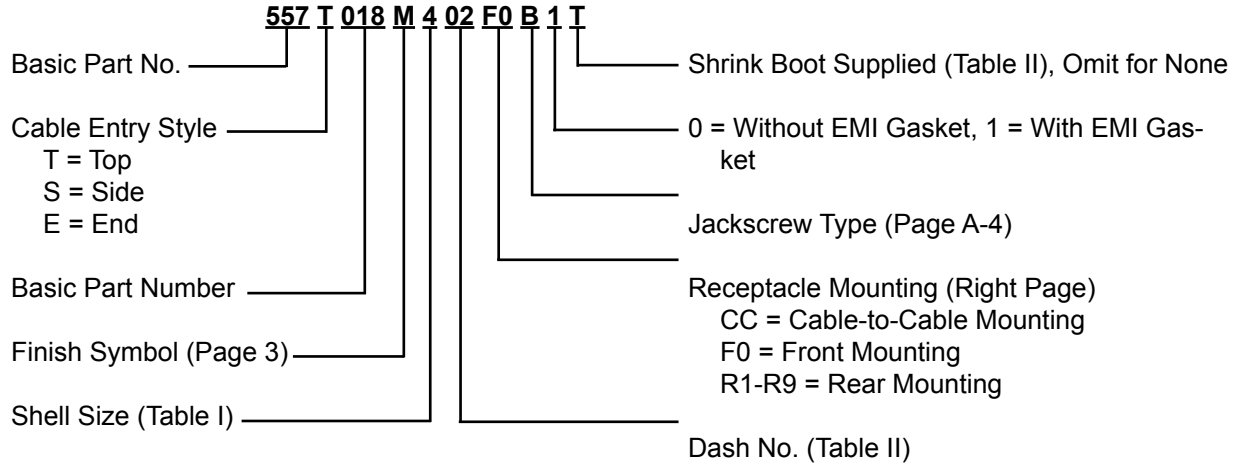 557 T 018 M 4 02 F0 B 1 T
Basic Part No.
Cable Entry Style
T = Top
S = Side
E = End
Basic Part Number
Finish Symbol (Page 3)
Shell Size (Table I)
Shrink Boot Supplied (Table II), Omit for None
0 = Without EMI Gasket, 1 = With EMI Gas-
ket
Jackscrew Type (Page A-4)
Receptacle Mounting (Right Page)
CC = Cable-to-Cable Mounting
F0 = Front Mounting
R1-R9 = Rear Mounting
Dash No. (Table II)